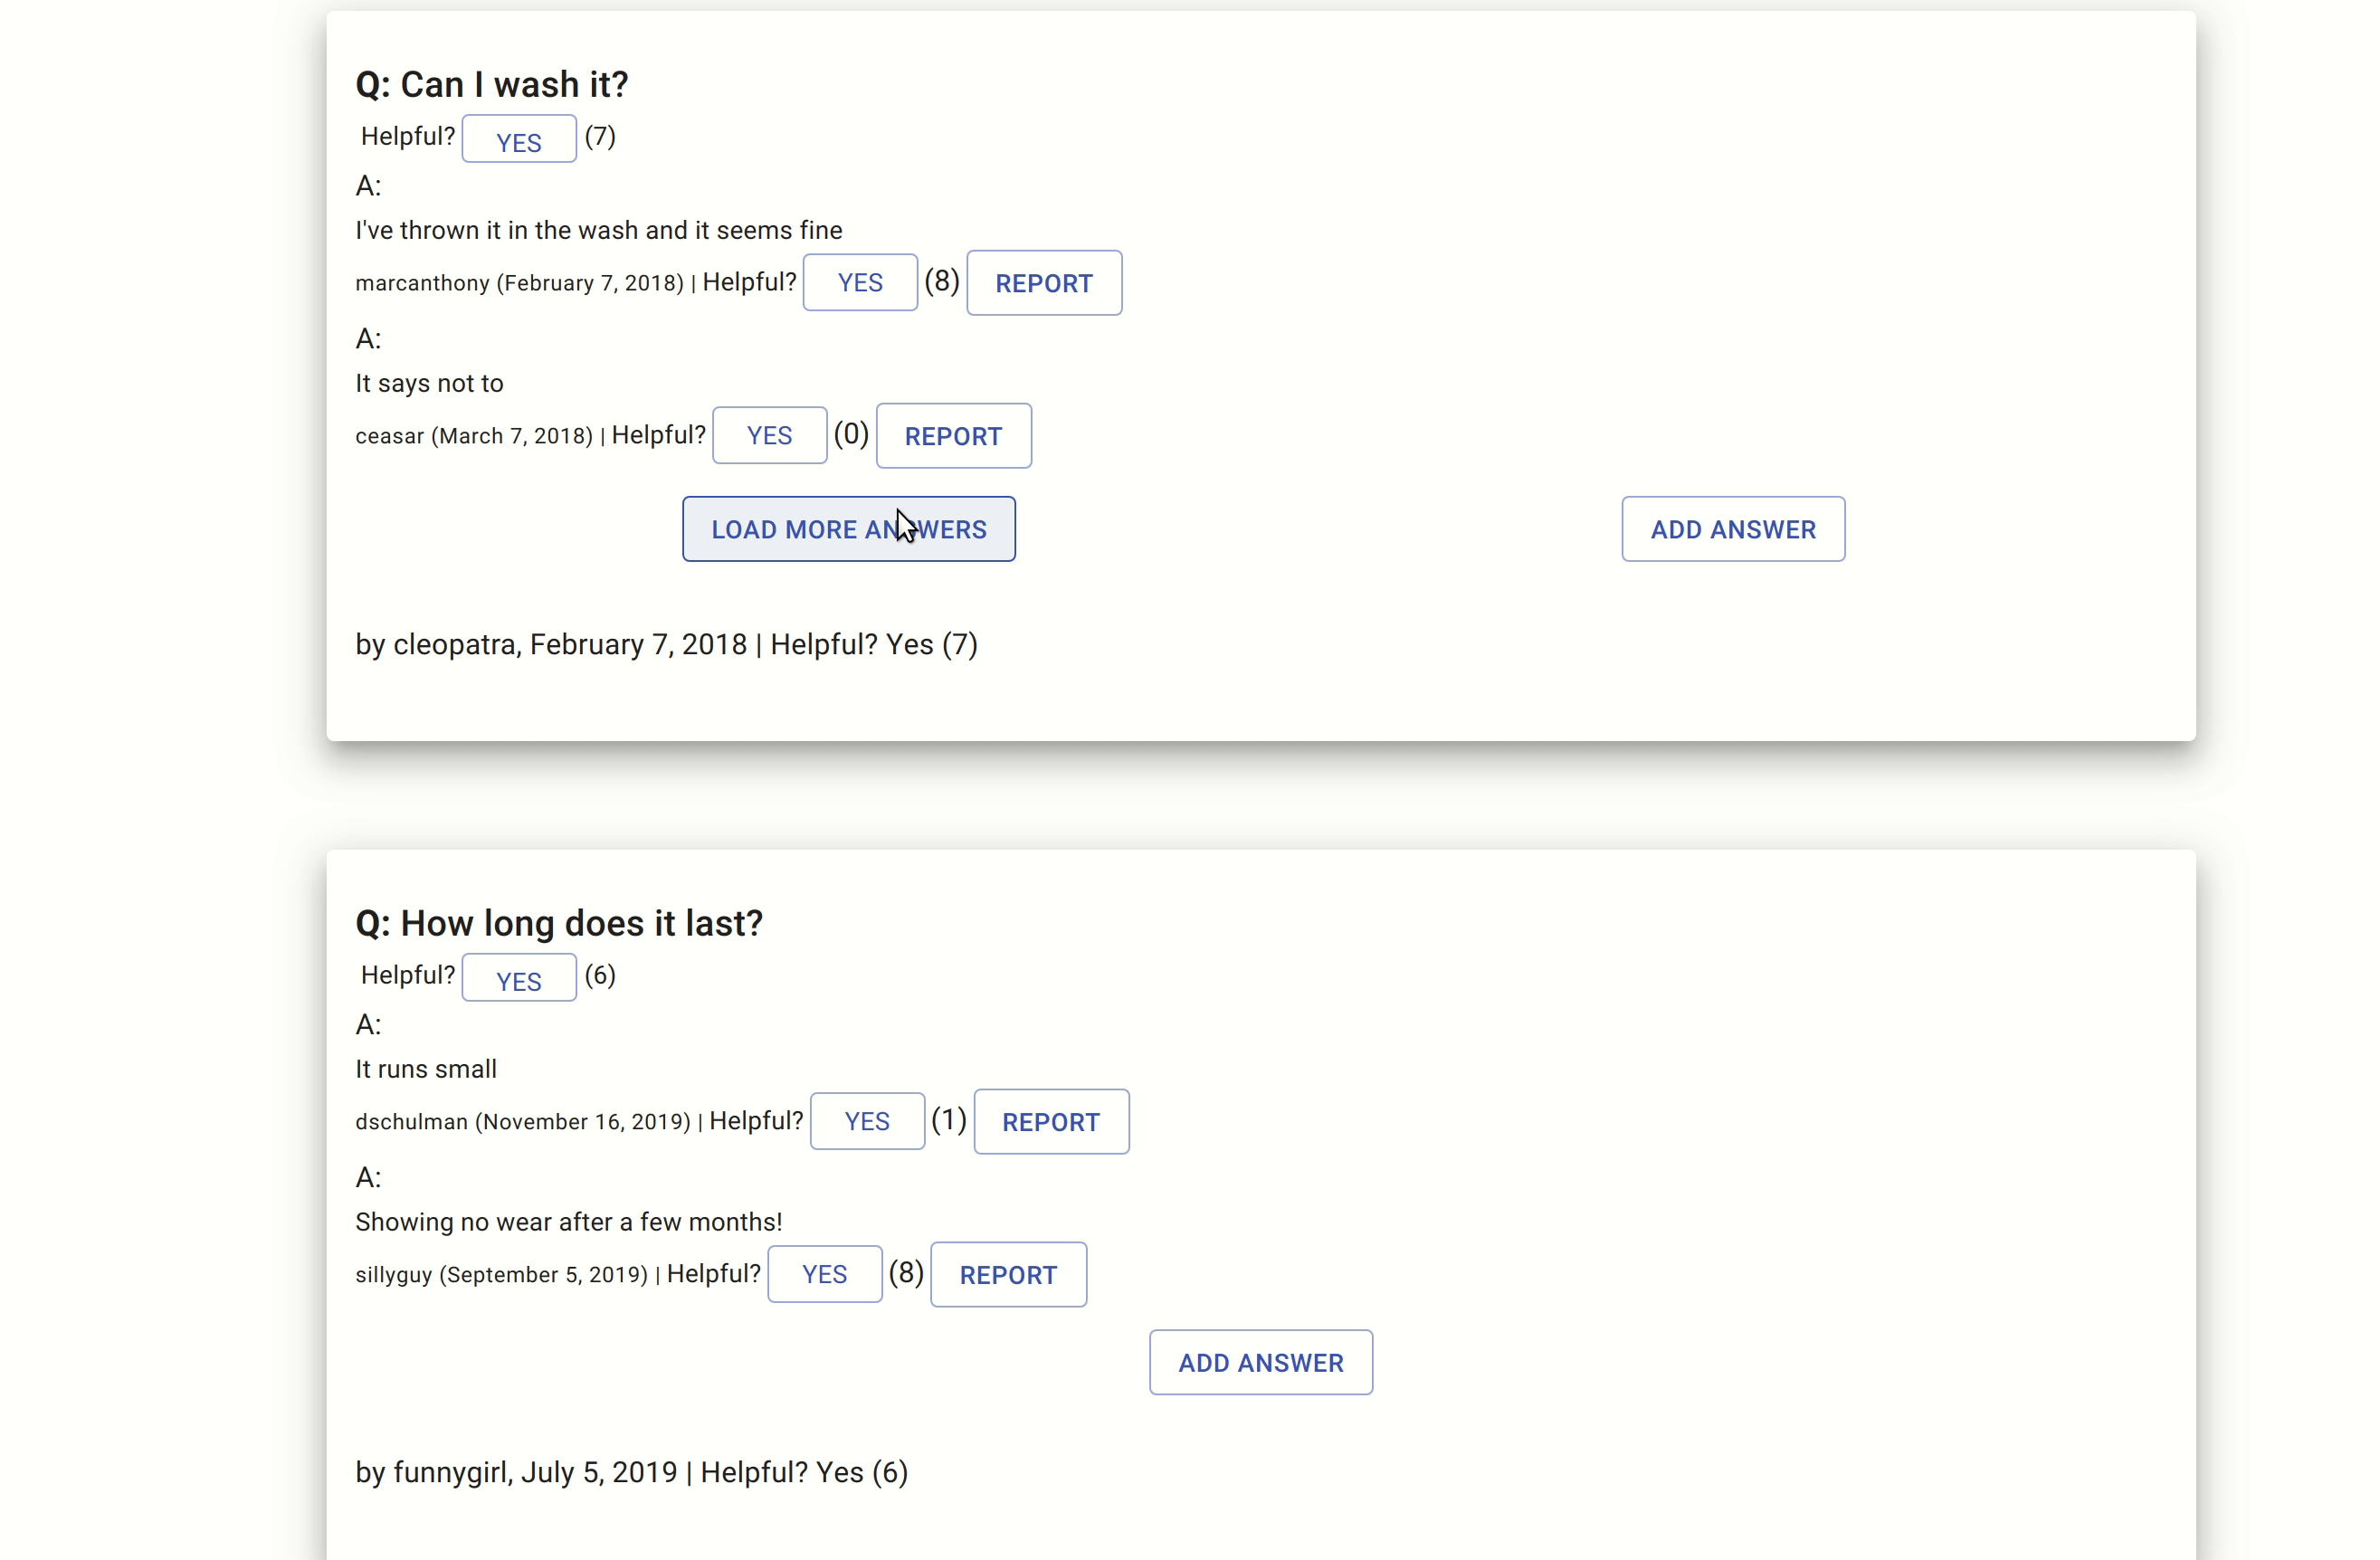 Q: Can I wash it?
Helpful? YES (7)
A:
I've thrown it in the wash and it seems fine
marcanthony (February 7, 2018) | Helpful? YES (8) REPORT
A:
It says not to
ceasar (March 7, 2018) | Helpful? YES (0) REPORT
LOAD MORE ANSWERS ADD ANSWER
by cleopatra, February 7, 2018 | Helpful? Yes (7)
Q: How long does it last?
Helpful? YES (6)
A:
It runs small
dschulman (November 16, 2019) | Helpful? YES (1) REPORT
A:
Showing no wear after a few months!
sillyguy (September 5, 2019) | Helpful? YES (8) REPORT
ADD ANSWER
by funnygirl, July 5, 2019 | Helpful? Yes (6)